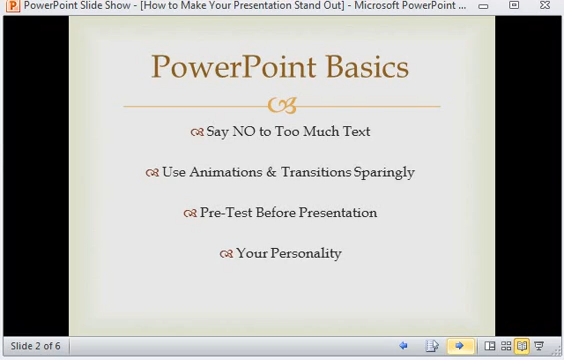 PowerPoint Slide Show - [How to Make Your Presentation Stand Out] - Microsoft PowerPoint ...
PowerPoint Basics
Say NO to Too Much Text
Use Animations & Transitions Sparingly
Pre-Test Before Presentation
Your Personality
Slide 2 of 6